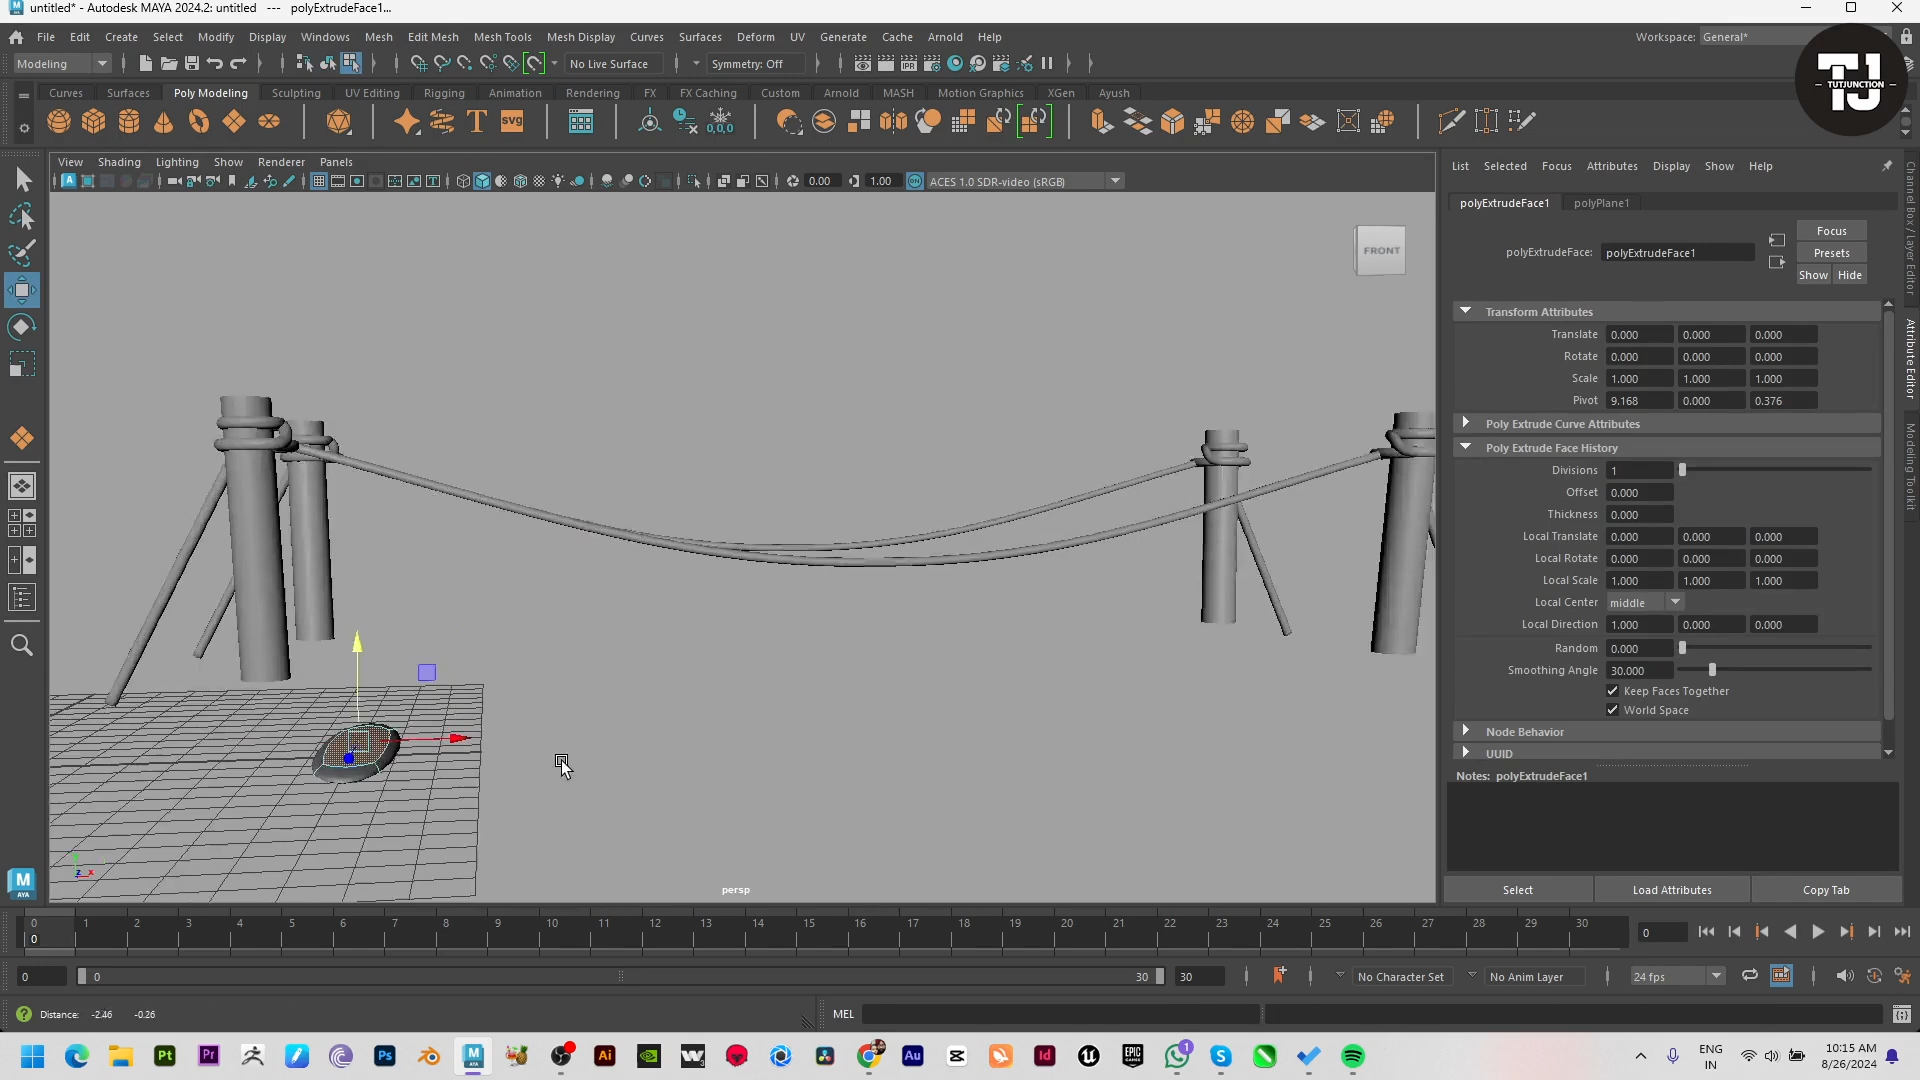 untitled* - Autodesk MAYA 2024.2: untitled --- polyExtrudeFace1...
File Edit Create Select Modify Display Windows Mesh Edit Mesh Mesh Tools Mesh Display Curves Surfaces Deform UV Generate Cache Arnold Help
Workspace: General*
Modeling
No Live Surface
Symmetry: Off
TJ
TUTJUNCTION
Curves Surfaces Poly Modeling Sculpting UV Editing Rigging Animation Rendering FX FX Caching Custom Arnold MASH Motion Graphics XGen Ayush
View Shading Lighting Show Renderer Panels
0.00 1.00 ACES 1.0 SDR-video (sRGB)
FRONT
persp
List Selected Focus Attributes Display Show Help
polyExtrudeFace1 polyPlane1
polyExtrudeFace: polyExtrudeFace1
Focus
Presets
Show Hide
Transform Attributes
Translate 0.000 0.000 0.000
Rotate 0.000 0.000 0.000
Scale 1.000 1.000 1.000
Pivot 9.168 0.000 0.376
Poly Extrude Curve Attributes
Poly Extrude Face History
Divisions 1
Offset 0.000
Thickness 0.000
Local Translate 0.000 0.000 0.000
Local Rotate 0.000 0.000 0.000
Local Scale 1.000 1.000 1.000
Local Center middle
Local Direction 1.000 0.000 0.000
Random 0.000
Smoothing Angle 30.000
Keep Faces Together
World Space
Node Behavior
UUID
Notes: polyExtrudeFace1
Select Load Attributes Copy Tab
Channel Box / Layer Editor
Attribute Editor
Modeling Toolkit
0 1 2 3 4 5 6 7 8 9 10 11 12 13 14 15 16 17 18 19 20 21 22 23 24 25 26 27 28 29 30
0
0
0 0 30 30 No Character Set No Anim Layer 24 fps
Distance: -2.46 -0.26
MEL
ENG
IN
10:15 AM
8/26/2024